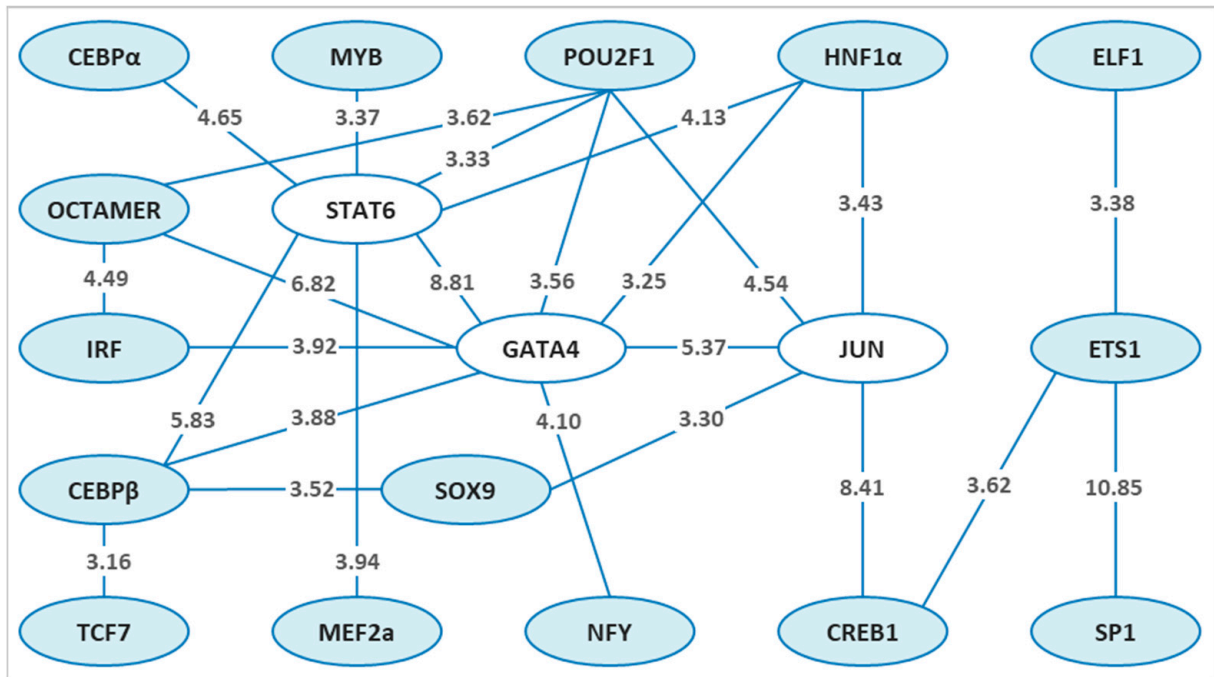 CEBPα MYB POU2F1 HNF1α ELF1
4.65 3.37 3.62 4.13
3.33
OCTAMER STAT6 3.43 3.38
4.49 6.82 8.81 3.56 3.25 4.54
IRF 3.92 GATA4 5.37 JUN ETS1
5.83 3.88 4.10 3.30
CEBPβ 3.52 SOX9 8.41 3.62 10.85
3.16 3.94
TCF7 MEF2a NFY CREB1 SP1